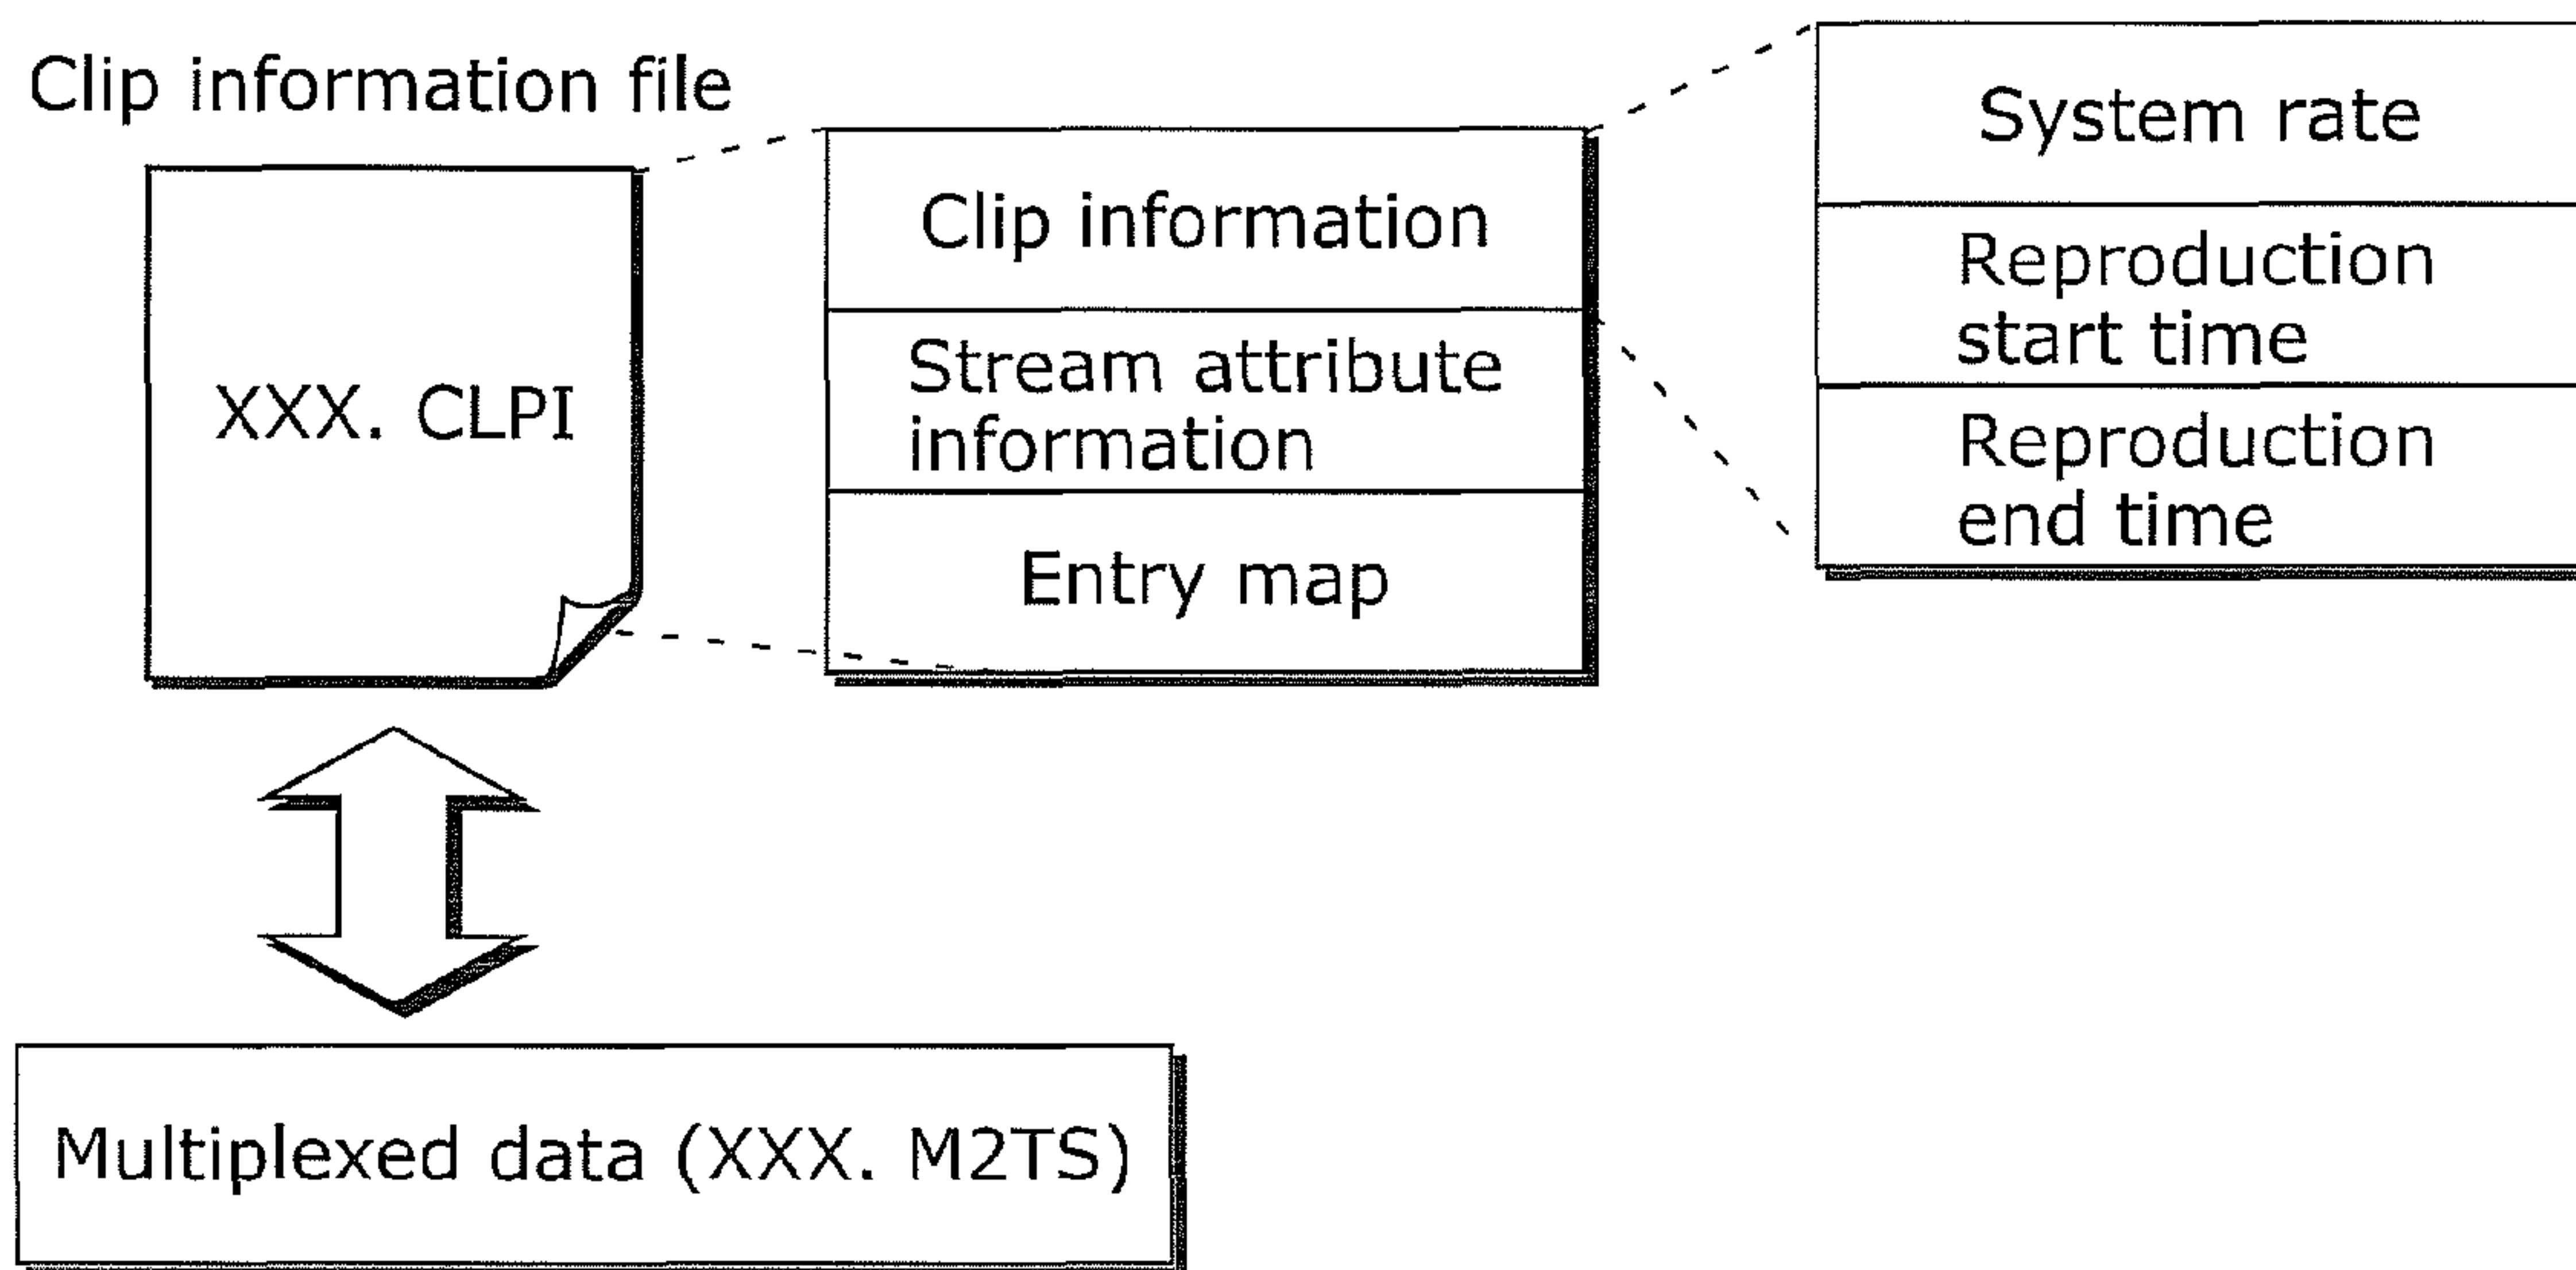 Clip information file
XXX. CLPI
Clip information
Stream attribute
information
Entry map
System rate
Reproduction
start time
Reproduction
end time
Multiplexed data (XXX. M2TS)